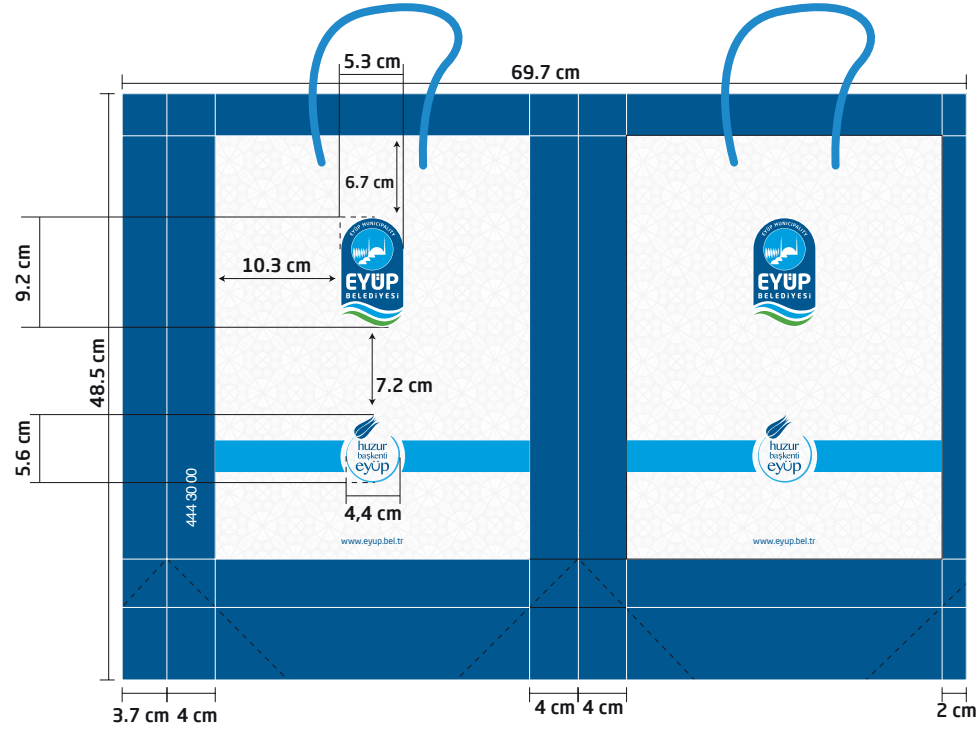 5.3 cm
69.7 cm
6.7 cm
9.2 cm
10.3 cm
EYÜP MUNICIPALITY
EYÜP
BELEDİYESİ
EYÜP MUNICIPALITY
EYÜP
BELEDİYESİ
48.5 cm
7.2 cm
5.6 cm
huzur
başkenti
eyüp
huzur
başkenti
eyüp
444 30 00
4,4 cm
www.eyup.bel.tr
www.eyup.bel.tr
3.7 cm
4 cm
4 cm
4 cm
2 cm